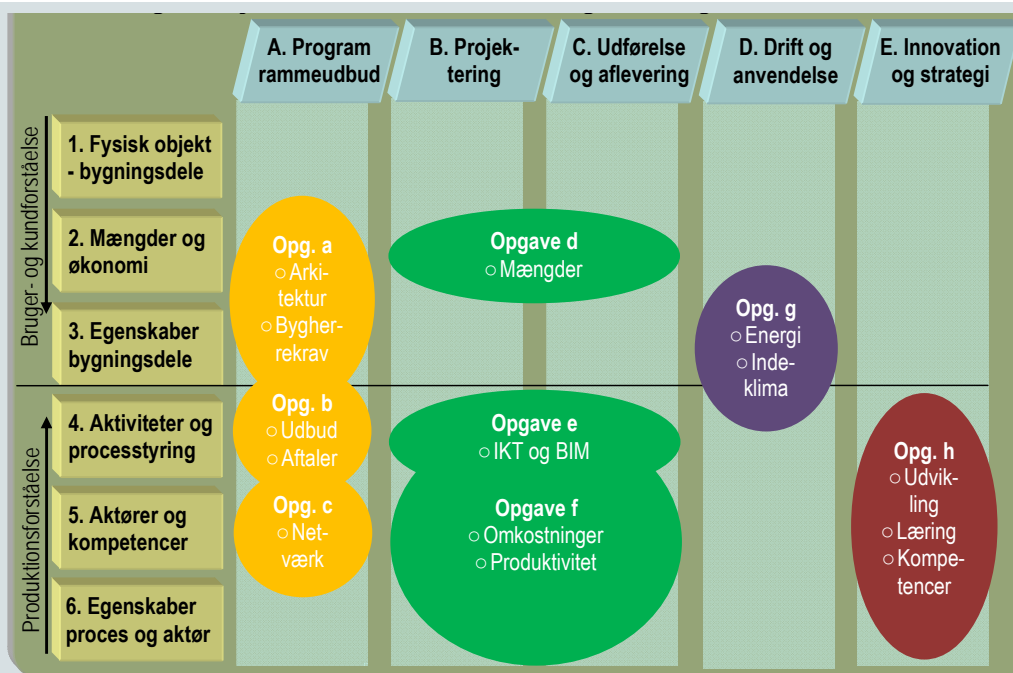 A. Program
rammeudbud
B. Projek-
tering
C. Udførelse
og aflevering
D. Drift og
anvendelse
E. Innovation
og strategi
Bruger- og kundforståelse
1. Fysisk objekt
- bygningsdele
2. Mængder og
økonomi
3. Egenskaber
bygningsdele
Produktionsforståelse
4. Aktiviteter og
processtyring
5. Aktører og
kompetencer
6. Egenskaber
proces og aktør
Opg. a
○ Arki-
tektur
○ Bygher-
rekrav
Opg. b
○ Udbud
○ Aftaler
Opg. c
○ Net-
værk
Opgave d
○ Mængder
Opgave e
○ IKT og BIM
Opgave f
○ Omkostninger
○ Produktivitet
Opg. g
○ Energi
○ Inde-
klima
Opg. h
○ Udvik-
ling
○ Læring
○ Kompe-
tencer